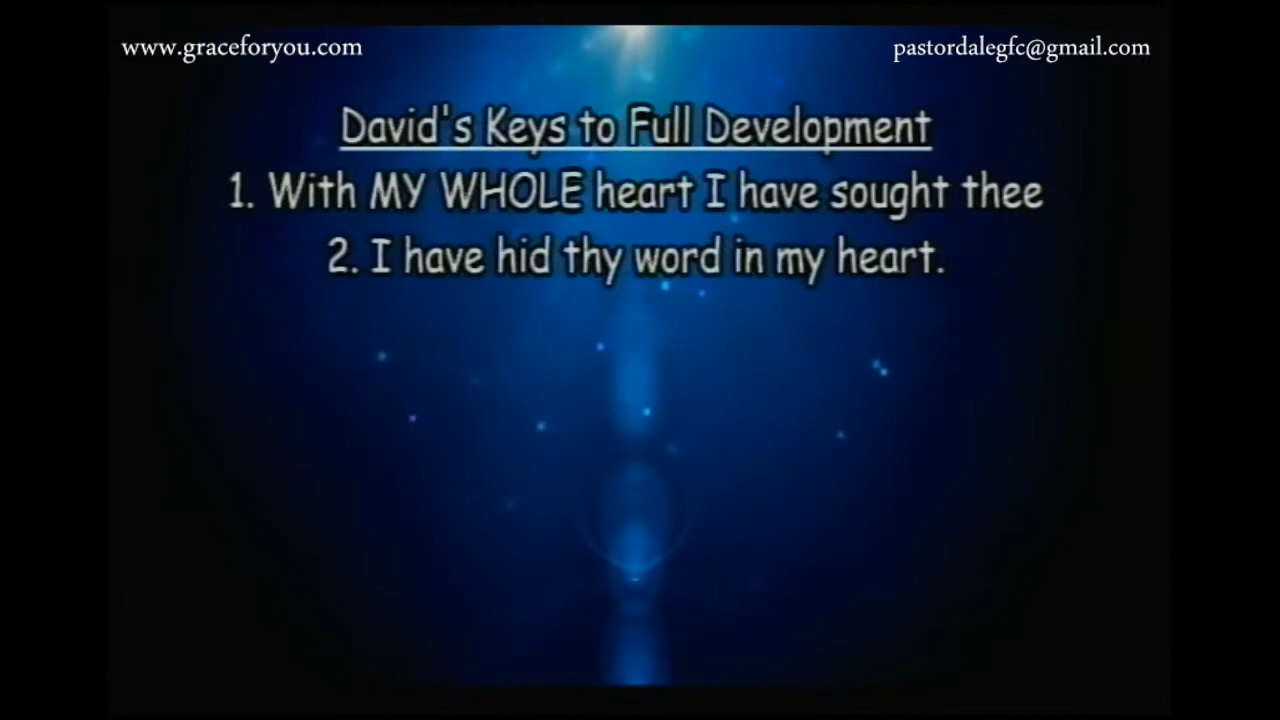 www.graceforyou.com
pastordalegfc@gmail.com
David's Keys to Full Development
1. With MY WHOLE heart I have sought thee
2. I have hid thy word in my heart.